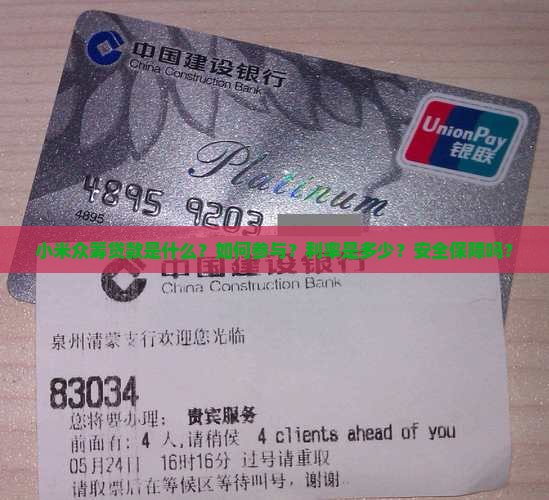 中国建设银行
China Construction Bank
UnionPay
银联
Platinum
4895 9203
4895
小米众筹贷款是什么？如何参与？利率是多少？安全保障吗？
中国建设银行
China Construction Bank
泉州清蒙支行欢迎您光临
83034
您将要办理： 贵宾服务
前面有: 4 人,请稍侯 4 clients ahead of you
05月24日 16时16分 过号请重取
请取票后在等候区等待叫号，谢谢